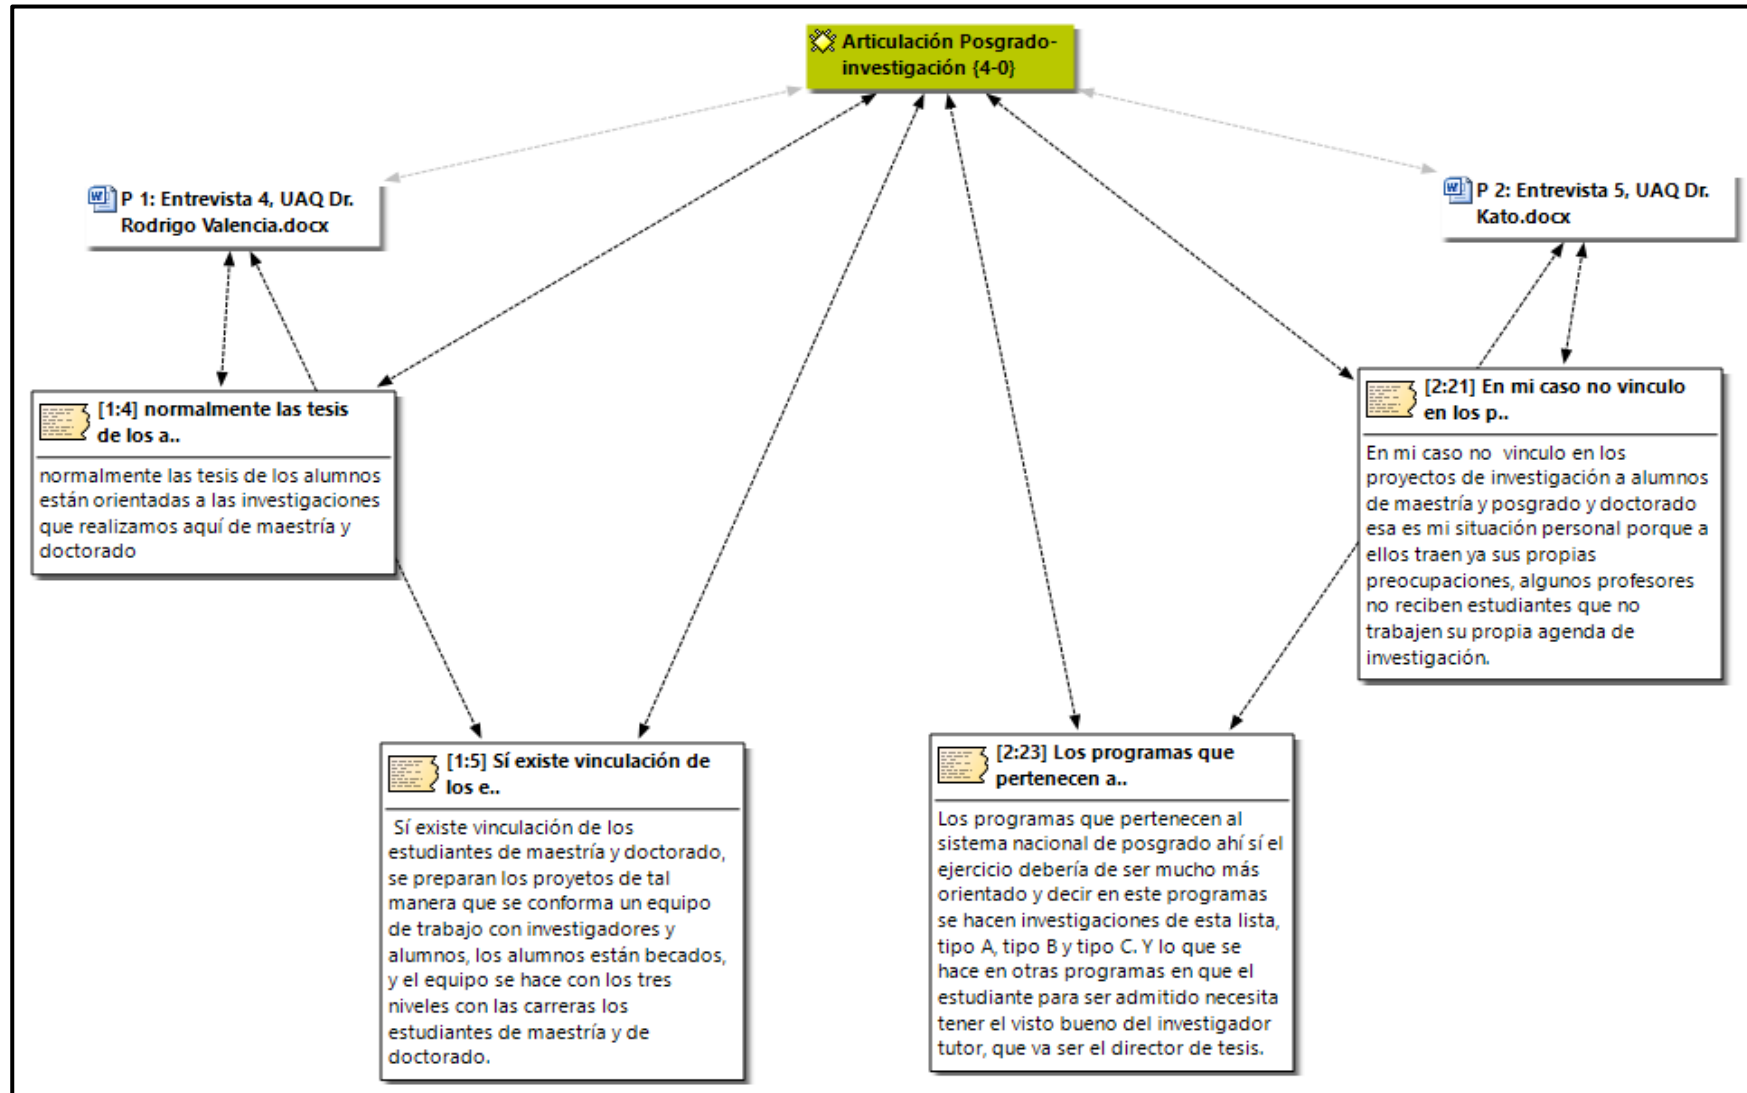 Articulación Posgrado-
investigación {4-0}
P 1: Entrevista 4, UAQ Dr.
Rodrigo Valencia.docx
P 2: Entrevista 5, UAQ Dr.
Kato.docx
[1:4] normalmente las tesis
de los a..
normalmente las tesis de los alumnos
están orientadas a las investigaciones
que realizamos aquí de maestría y
doctorado
[2:21] En mi caso no vinculo
en los p..
En mi caso no  vinculo en los
proyectos de investigación a alumnos
de maestría y posgrado y doctorado
esa es mi situación personal porque a
ellos traen ya sus propias
preocupaciones, algunos profesores
no reciben estudiantes que no
trabajen su propia agenda de
investigación.
[1:5] Sí existe vinculación de
los e..
Sí existe vinculación de los
estudiantes de maestría y doctorado,
se preparan los proyetos de tal
manera que se conforma un equipo
de trabajo con investigadores y
alumnos, los alumnos están becados,
y el equipo se hace con los tres
niveles con las carreras los
estudiantes de maestría y de
doctorado.
[2:23] Los programas que
pertenecen a..
Los programas que pertenecen al
sistema nacional de posgrado ahí sí el
ejercicio debería de ser mucho más
orientado y decir en este programas
se hacen investigaciones de esta lista,
tipo A, tipo B y tipo C. Y lo que se
hace en otras programas en que el
estudiante para ser admitido necesita
tener el visto bueno del investigador
tutor, que va ser el director de tesis.